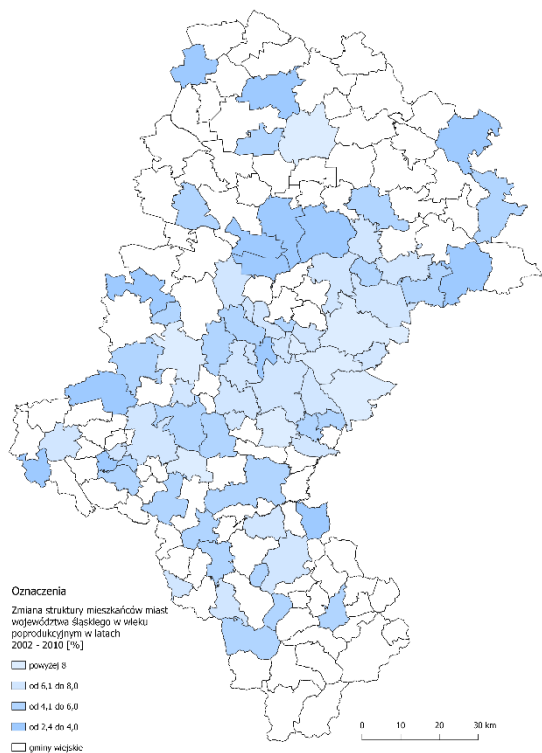 Oznaczenia
Zmiana struktury mieszkańców miast
województwa śląskiego w wieku
poprodukcyjnym w latach
2002 - 2010 [%]
powyżej 8
od 6,1 do 8,0
od 4,1 do 6,0
od 2,4 do 4,0
gminy wiejskie
0 10 20 30 km